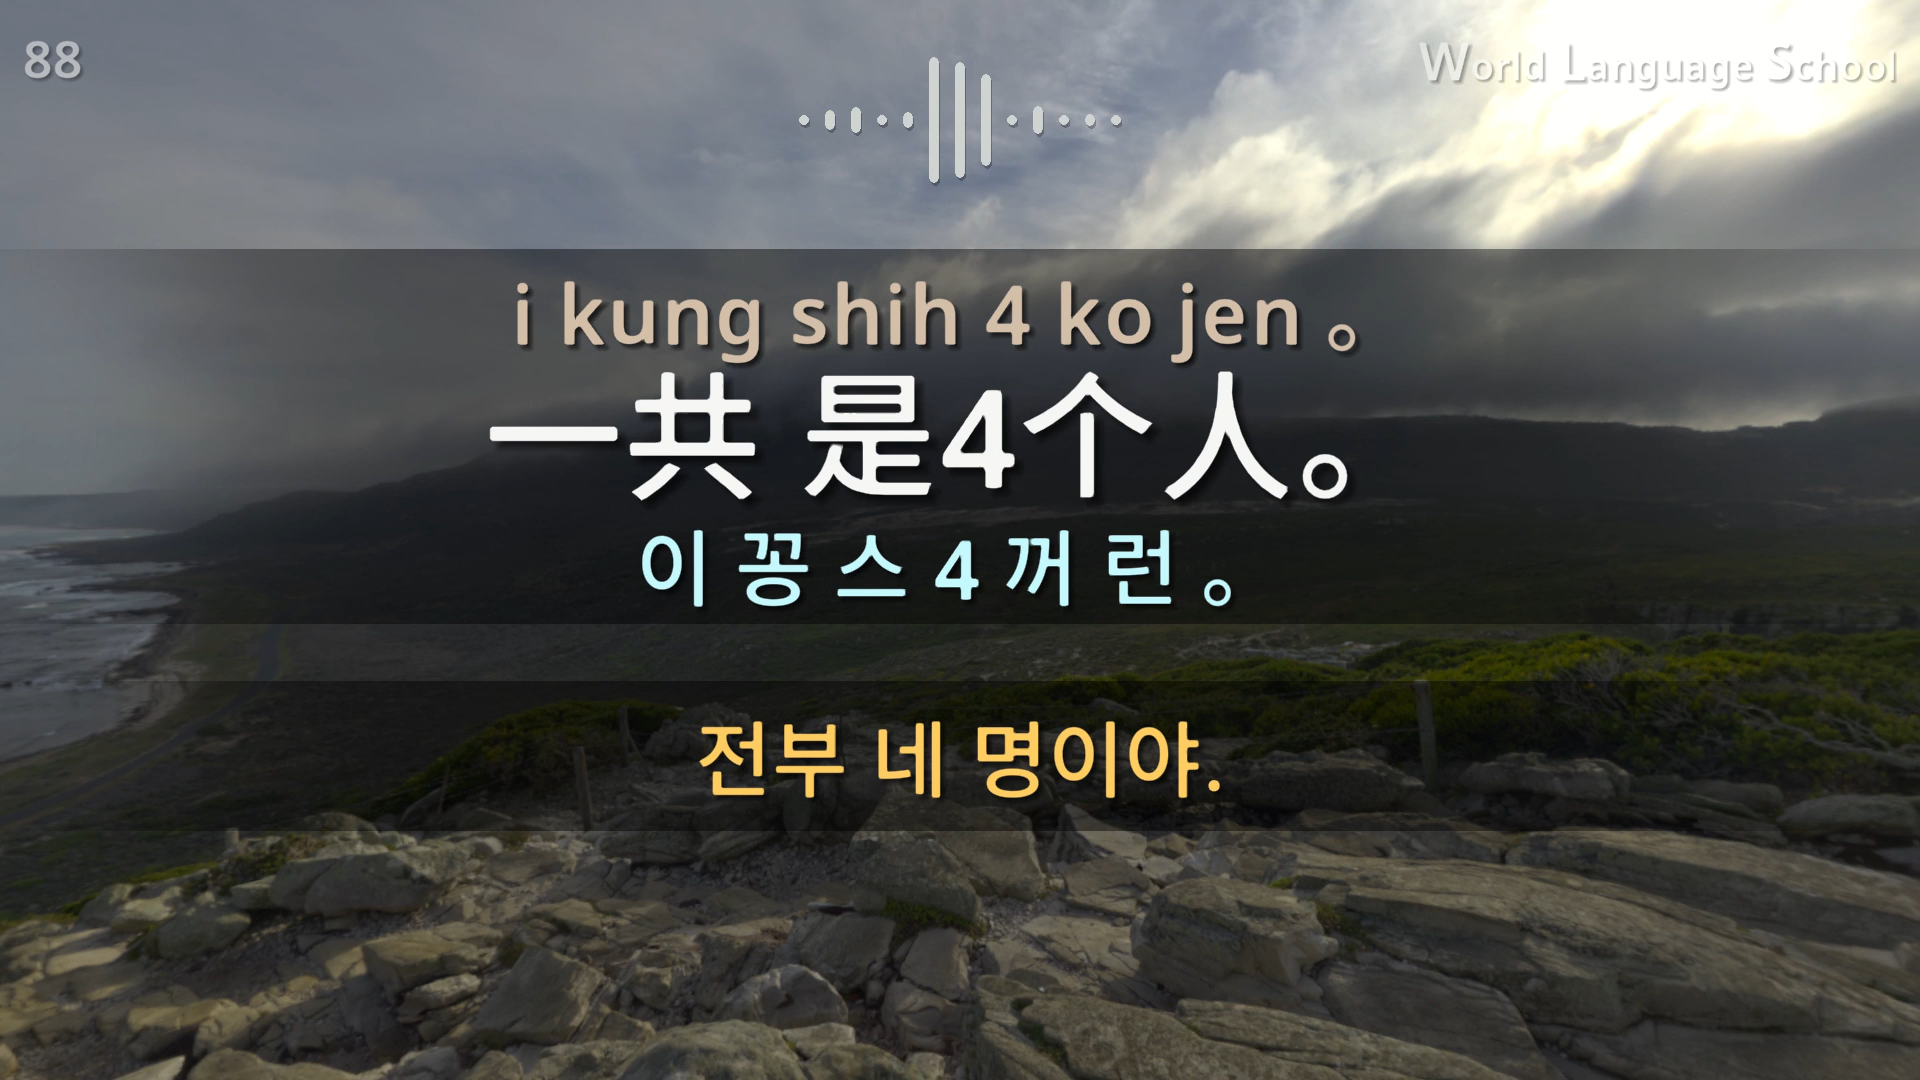 88
World Language School
i kung shih 4 ko jen 。
一共 是4个人。
이 꽁 스 4 꺼 런 。
전부 네 명이야.